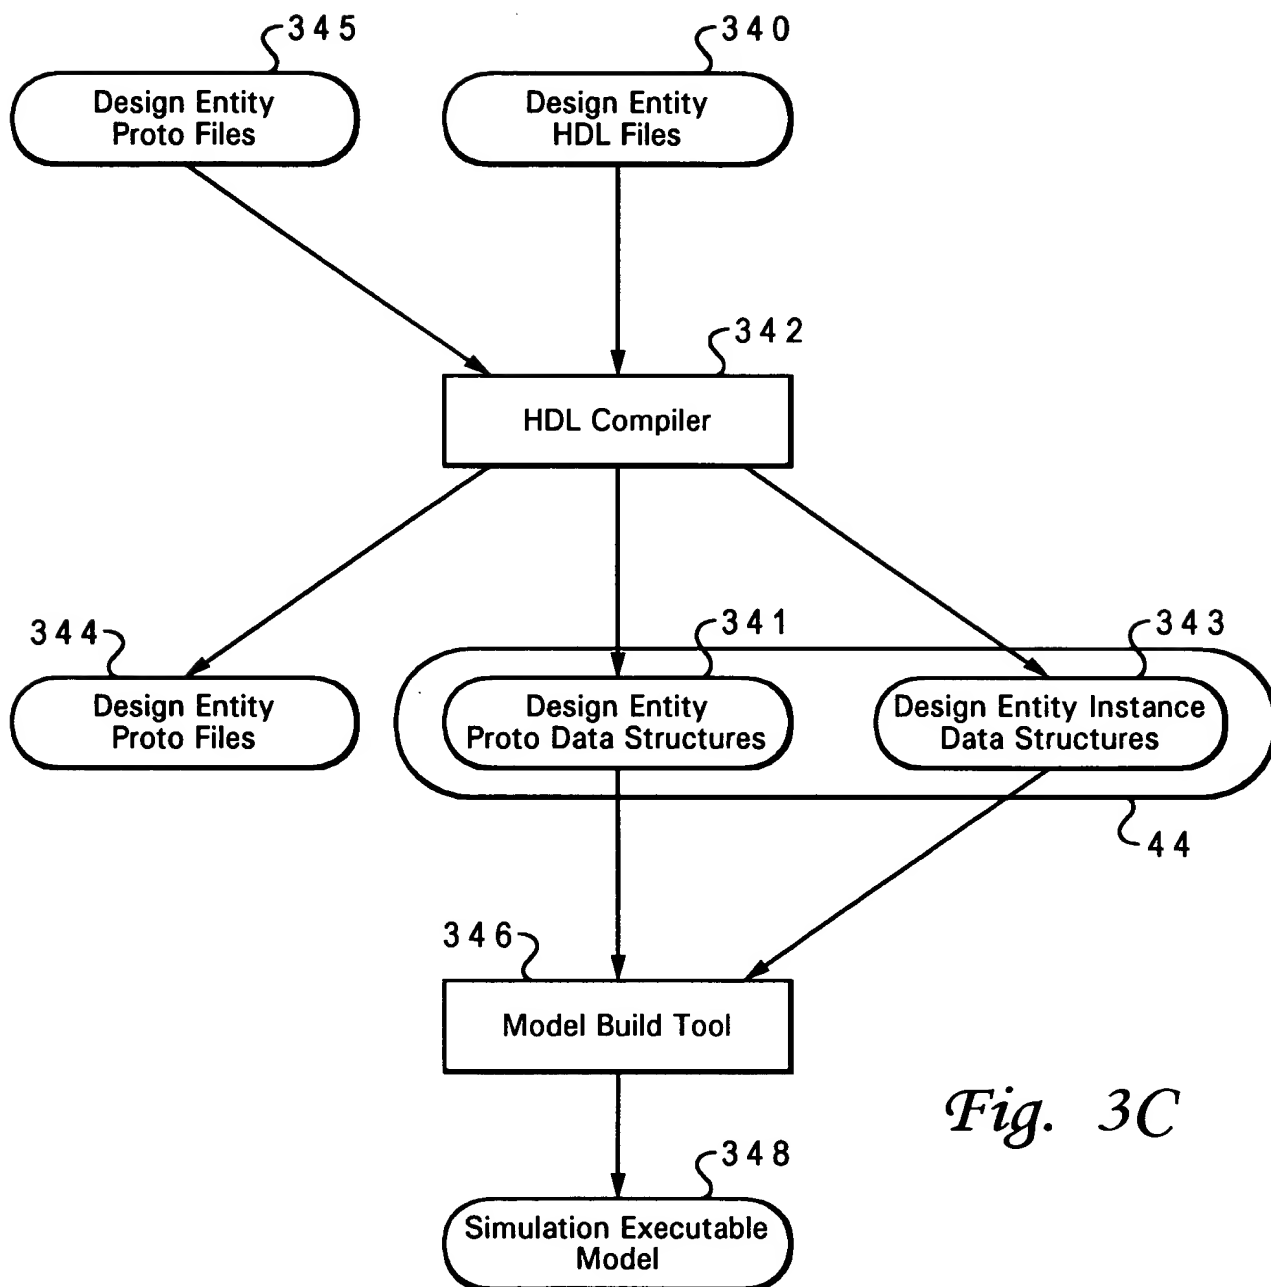 345
340
Design Entity
Proto Files
Design Entity
HDL Files
342
HDL Compiler
344
341
343
Design Entity
Proto Files
Design Entity
Proto Data Structures
Design Entity Instance
Data Structures
44
346
Model Build Tool
Fig. 3C
348
Simulation Executable
Model